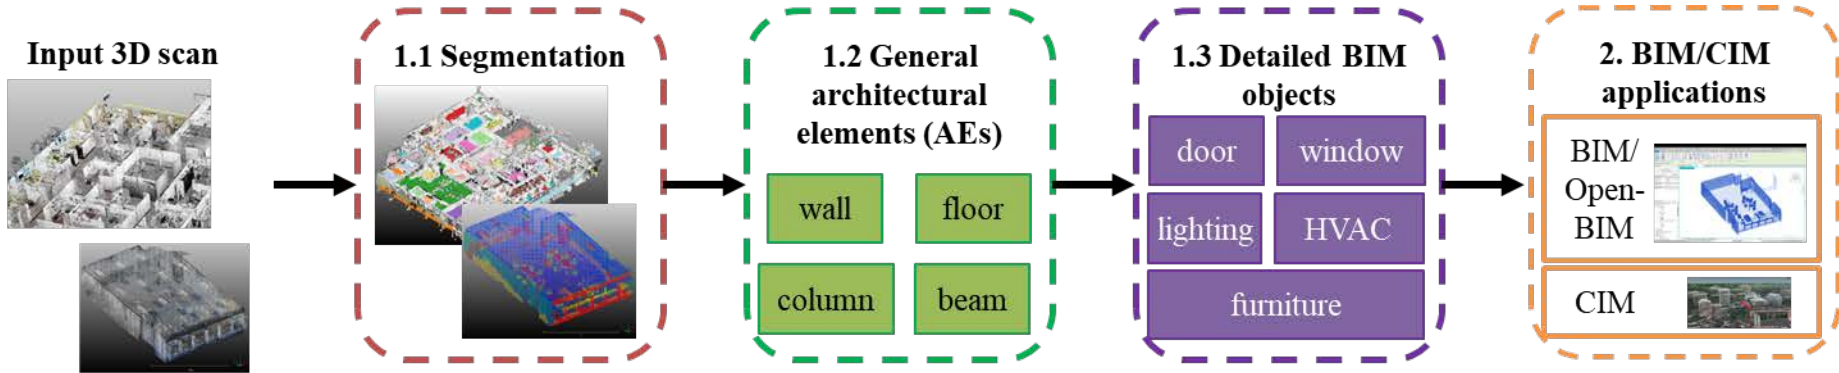 Input 3D scan
1.1 Segmentation
1.2 General
architectural
elements (AEs)
wall
floor
column
beam
1.3 Detailed BIM
objects
door
window
lighting
HVAC
furniture
2. BIM/CIM
applications
BIM/
Open-
BIM
CIM